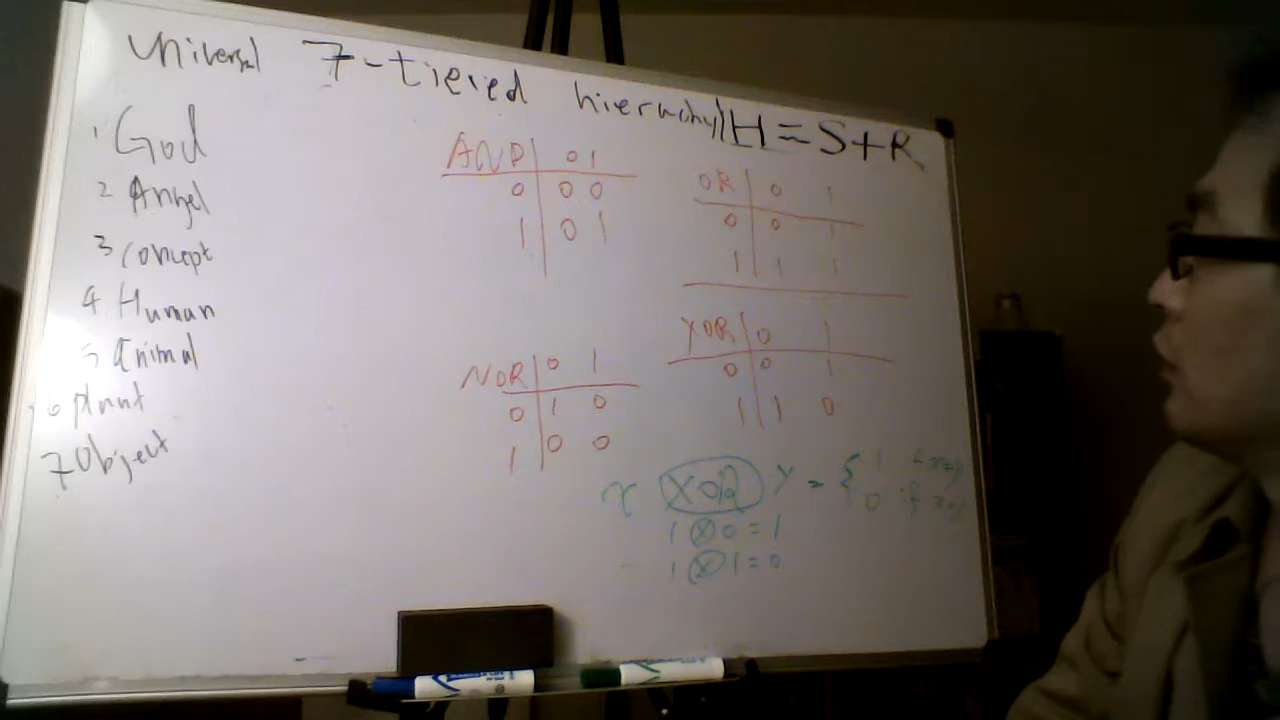 Universal 7-tiered hierarchy H = S+R
1 God
2 Angel
3 Concept
4 Human
5 Animal
6 plant
7 Object
AND | 0 1
0 | 0 0
1 | 0 1
OR | 0 1
0 | 0 1
1 | 1 1
NOR | 0 1
0 | 1 0
1 | 0 0
XOR | 0 1
0 | 0 1
1 | 1 0
x XOR y = { 1
0 if
1 ⊗ 0 = 1
1 ⊗ 1 = 0